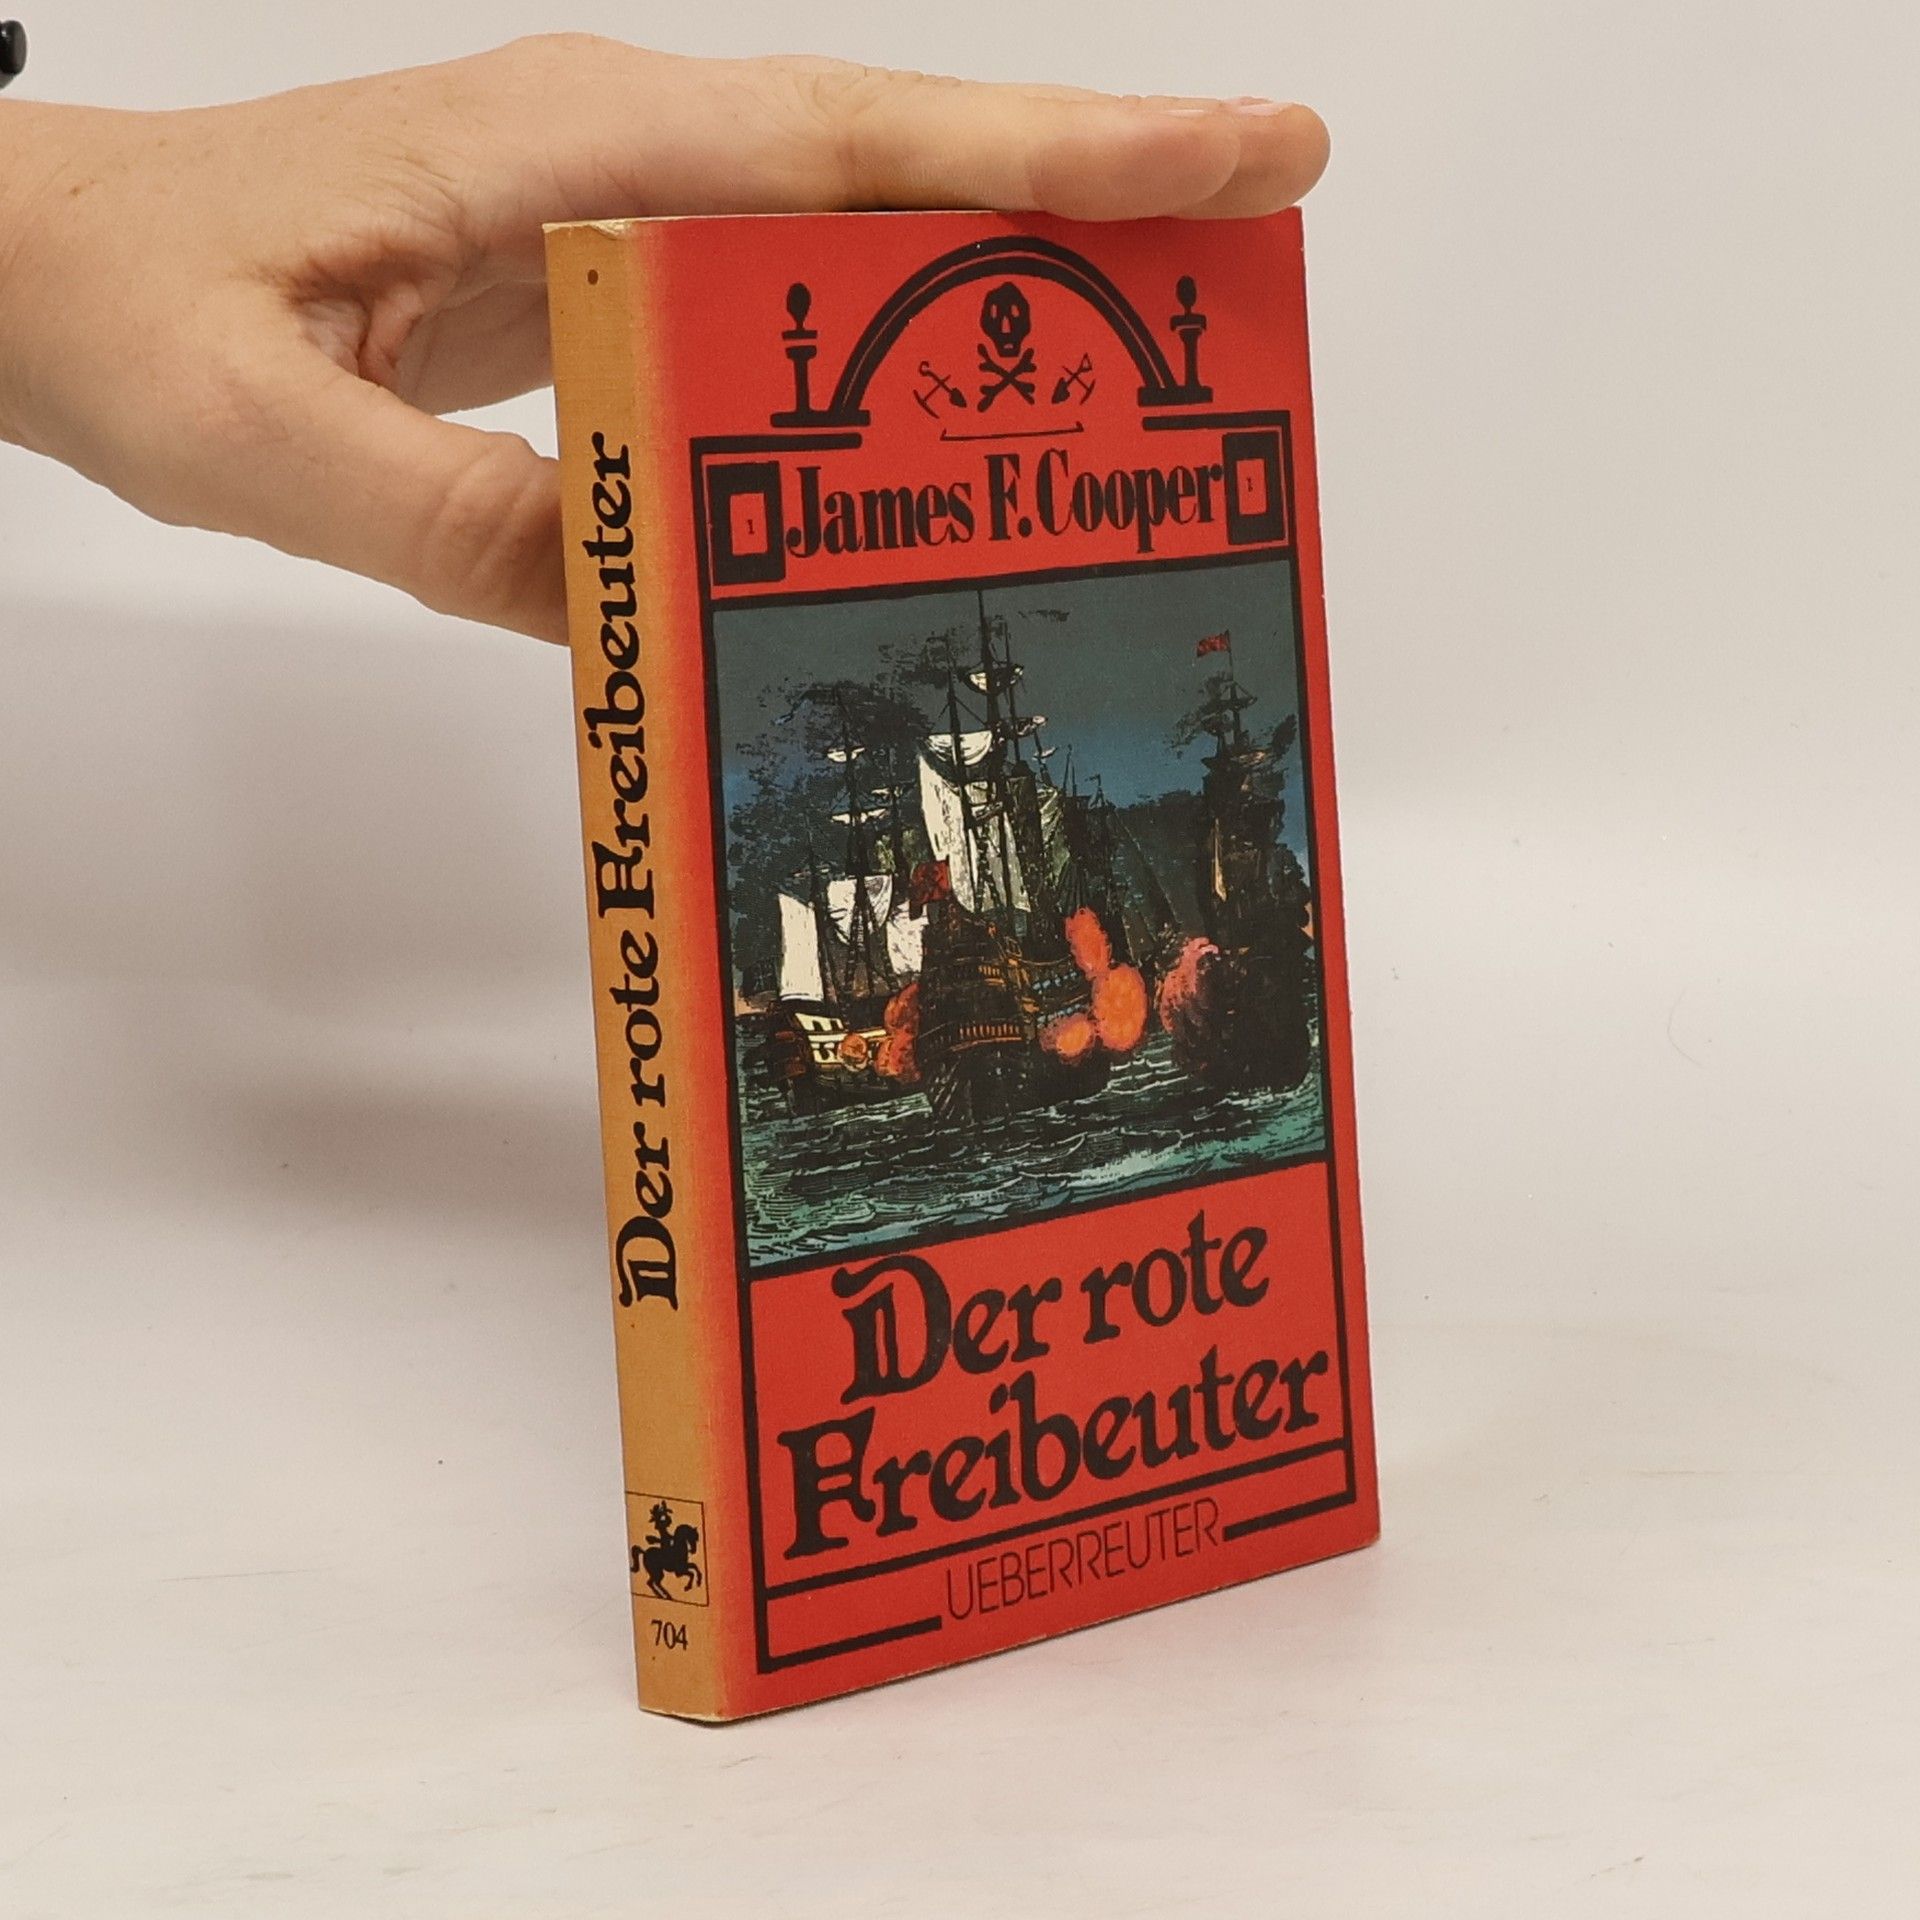 Der rote Freibeuter
704
James F. Cooper
Der rote
Freibeuter
UEBERREUTER